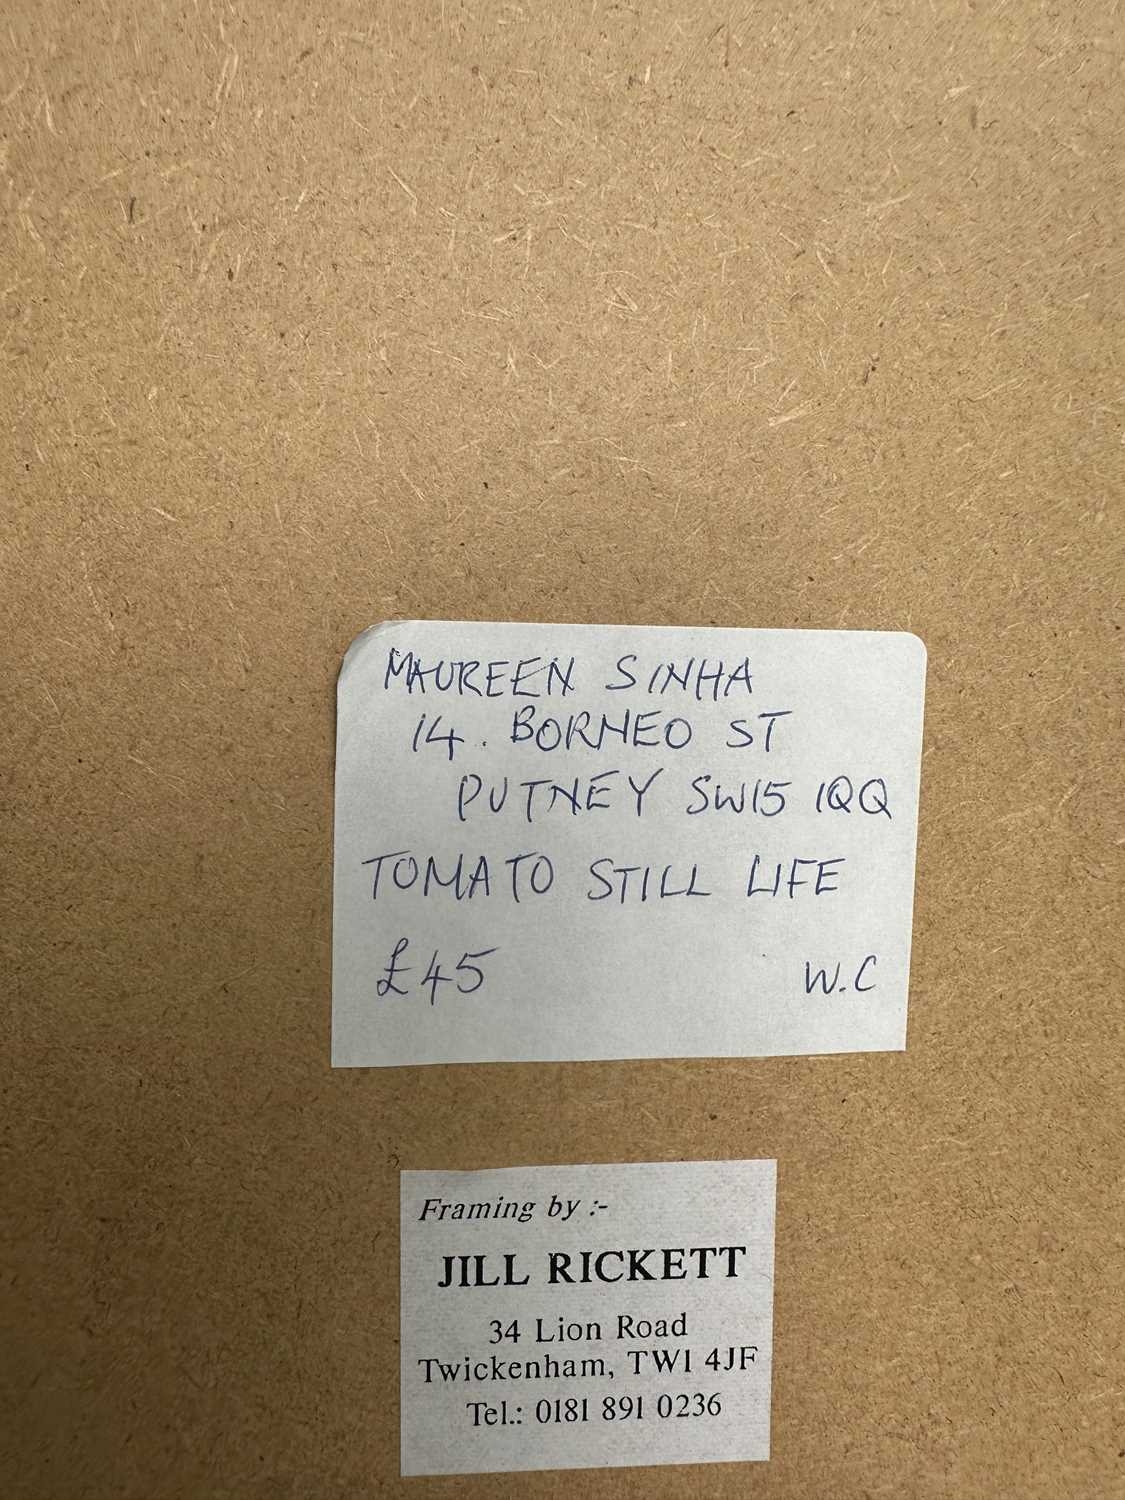 MAUREEN SINHA
14. BORNEO ST
PUTNEY SW15 1QQ
TOMATO STILL LIFE
£45 W.C
Framing by :-
JILL RICKETT
34 Lion Road
Twickenham, TW1 4JF
Tel.: 0181 891 0236